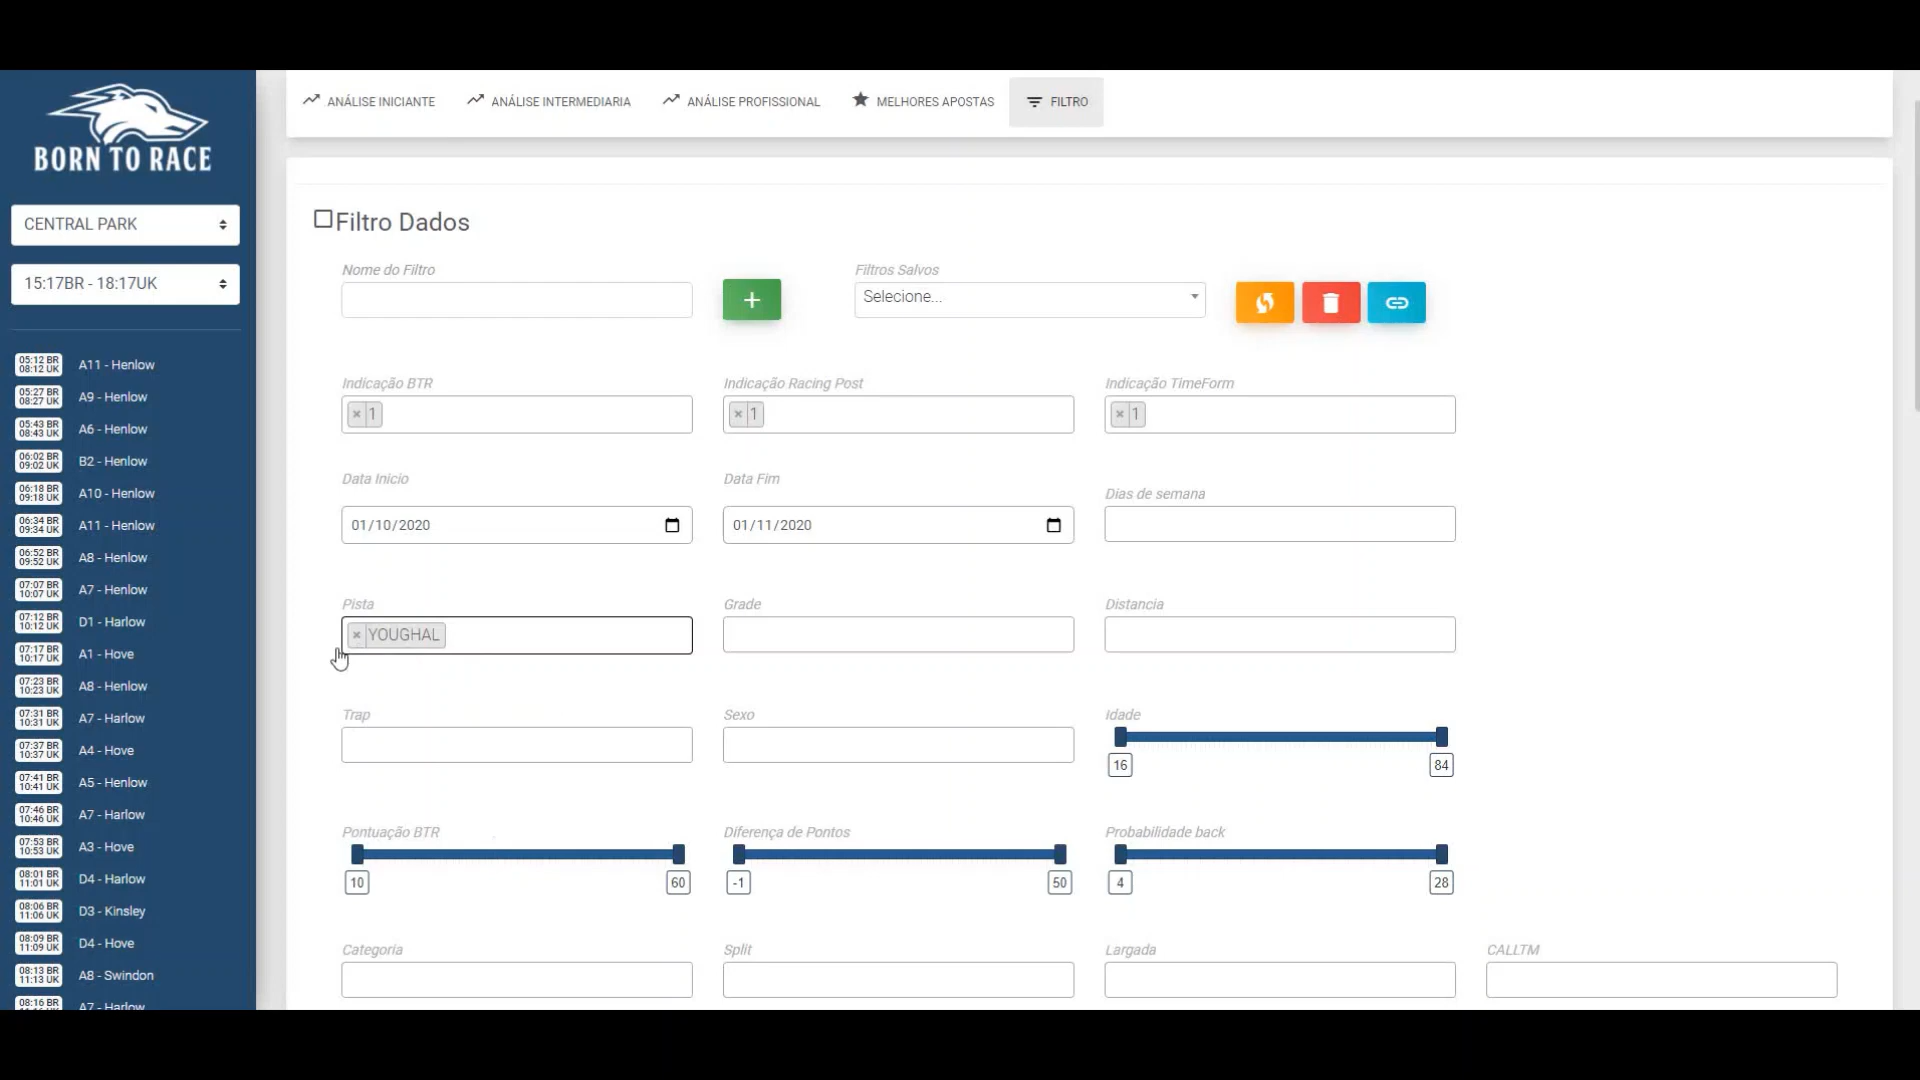 ANÁLISE INICIANTE
ANÁLISE INTERMEDIARIA
ANÁLISE PROFISSIONAL
MELHORES APOSTAS
FILTRO
BORN TO RACE
CENTRAL PARK
15:17BR - 18:17UK
05:12 BR
08:12 UK
A11 - Henlow
05:27 BR
08:27 UK
A9 - Henlow
05:43 BR
08:43 UK
A6 - Henlow
06:02 BR
09:02 UK
B2 - Henlow
06:18 BR
09:18 UK
A10 - Henlow
06:34 BR
09:34 UK
A11 - Henlow
06:52 BR
09:52 UK
A8 - Henlow
07:07 BR
10:07 UK
A7 - Henlow
07:12 BR
10:12 UK
D1 - Harlow
07:17 BR
10:17 UK
A1 - Hove
07:23 BR
10:23 UK
A8 - Henlow
07:31 BR
10:31 UK
A7 - Harlow
07:37 BR
10:37 UK
A4 - Hove
07:41 BR
10:41 UK
A5 - Henlow
07:46 BR
10:46 UK
A7 - Harlow
07:53 BR
10:53 UK
A3 - Hove
08:01 BR
11:01 UK
D4 - Harlow
08:06 BR
11:06 UK
D3 - Kinsley
08:09 BR
11:09 UK
D4 - Hove
08:13 BR
11:13 UK
A8 - Swindon
08:16 BR
A7 - Harlow
Filtro Dados
Nome do Filtro
Filtros Salvos
+
Selecione...
Indicação BTR
Indicação Racing Post
Indicação TimeForm
× 1
× 1
× 1
Data Inicio
Data Fim
Dias de semana
01/10/2020
01/11/2020
Pista
Grade
Distancia
× YOUGHAL
Trap
Sexo
Idade
16
84
Pontuação BTR
Diferença de Pontos
Probabilidade back
10
60
-1
50
4
28
Categoria
Split
Largada
CALLTM